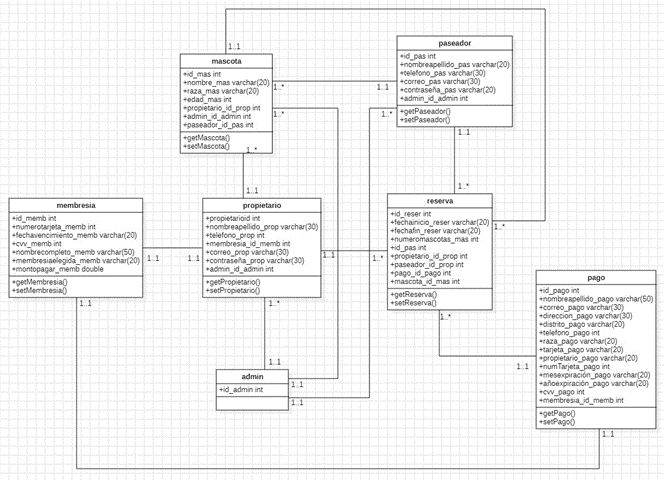 1..1
mascota
+id_mas int
+nombre_mas varchar(20)
+raza_mas varchar(20)
+edad_mas int
+propietario_id_prop int
+admin_id_admin int
+paseador_id_pas int
+getMascota()
+setMascota()
1..*
1..*
1..*
paseador
+id_pas int
+nombreapellido_pas varchar(20)
+telefono_pas varchar(30)
+correo_pas varchar(30)
+contraseña_pas varchar(20)
+admin_id_admin int
+getPaseador()
+setPaseador()
1..1
1..*
1..1
membresia
+id_memb int
+numerotarjeta_memb int
+fechavencimiento_memb varchar(20)
+cvv_memb int
+nombrecompleto_memb varchar(50)
+membresiaelegida_memb varchar(20)
+montopagar_memb double
+getMembresia()
+setMembresia()
1..1
1..1
1..1
1..1
propietario
+propietarioid int
+nombreapellido_prop varchar(30)
+telefono_prop int
+membresia_id_memb int
+correo_prop varchar(30)
+contraseña_prop varchar(30)
+admin_id_admin int
+getPropietario()
+setPropietario()
1..1
1..*
1..*
1..*
reserva
+id_reser int
+fechainicio_reser varchar(20)
+fechafin_reser varchar(20)
+numeromascotas_mas int
+id_pas int
+propietario_id_prop int
+paseador_id_prop int
+pago_id_pago int
+mascota_id_mas int
+getReserva()
+setReserva()
1..*
1..*
1..1
admin
+id_admin int
1..1
1..1
1..1
pago
+id_pago int
+nombreapellido_pago varchar(50)
+correo_pago varchar(30)
+direccion_pago varchar(30)
+distrito_pago varchar(20)
+telefono_pago int
+raza_pago varchar(20)
+tarjeta_pago varchar(20)
+propietario_pago varchar(20)
+numTarjeta_pago int
+mesexpiración_pago varchar(20)
+añoexpiración_pago varchar(20)
+cvv_pago int
+membresia_id_memb int
+getPago()
+setPago()
1..1